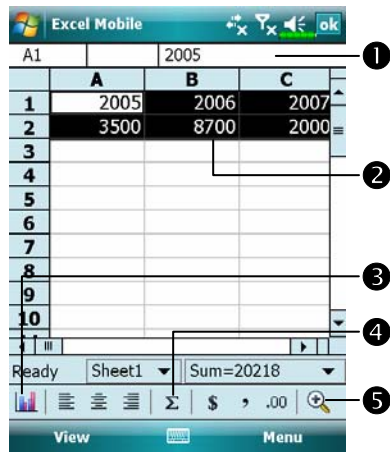 Excel Mobile ok
A1 2005 1
A B C
1 2005 2006 2007
2 3500 8700 2000
2
3
4
5
6
7
8 3
9
10 4
Ready Sheet1 Sum=20218
Σ $ , .00 5
View Menu